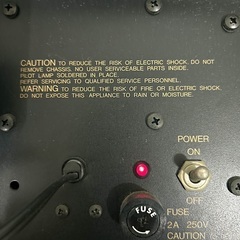 CAUTION TO REDUCE THE RISK OF ELECTRIC SHOCK, DO NOT
REMOVE CHASSIS. NO USER SERVICEABLE PARTS INSIDE.
PILOT LAMP SOLDERED IN PLACE.
REFER SERVICING TO QUALIFIED SERVICE PERSONNEL.
WARNING TO REDUCE THE RISK OF FIRE OR ELECTRIC SHOCK,
DO NOT EXPOSE THIS APPLIANCE TO RAIN OR MOISTURE.
POWER
ON
OFF
FUSE
FUSE
2A 250V
CAUTION